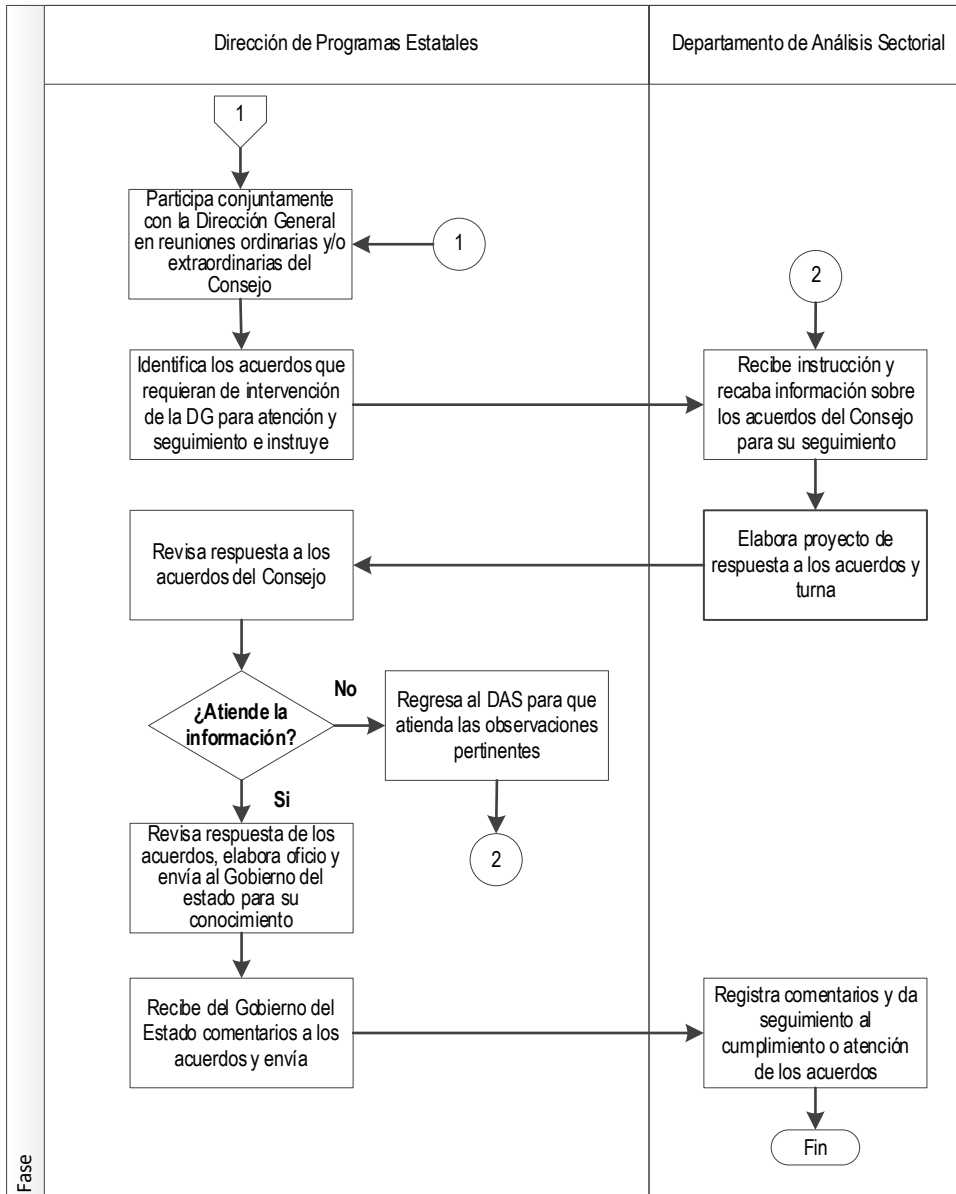 Dirección de Programas Estatales
Departamento de Análisis Sectorial
1
Participa conjuntamente
con la Dirección General
en reuniones ordinarias y/o
extraordinarias del
Consejo
1
2
Identifica los acuerdos que
requieran de intervención
de la DG para atención y
seguimiento e instruye
Recibe instrucción y
recaba información sobre
los acuerdos del Consejo
para su seguimiento
Revisa respuesta a los
acuerdos del Consejo
Elabora proyecto de
respuesta a los acuerdos y
turna
¿Atiende la
información?
No
Regresa al DAS para que
atienda las observaciones
pertinentes
Si
2
Revisa respuesta de los
acuerdos, elabora oficio y
envía al Gobierno del
estado para su
conocimiento
Recibe del Gobierno del
Estado comentarios a los
acuerdos y envía
Registra comentarios y da
seguimiento al
cumplimiento o atención
de los acuerdos
Fin
Fase